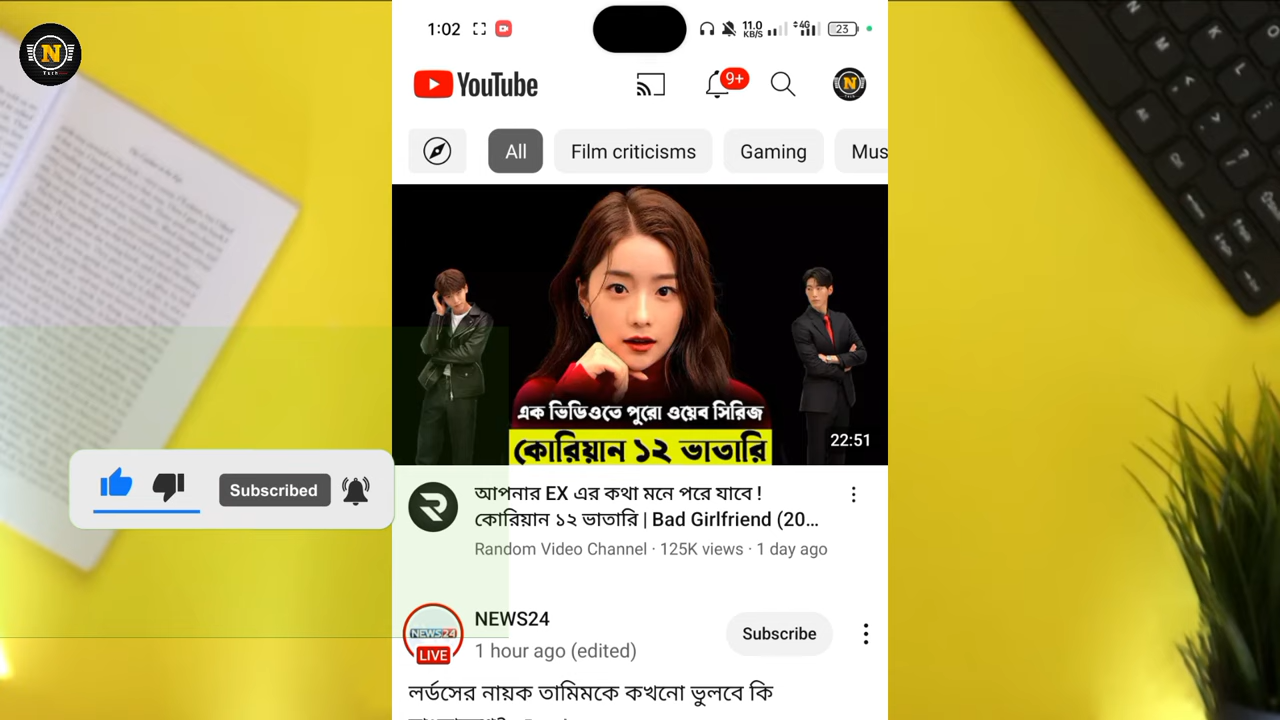 N
Tech
1:02
11.0
KB/S
4G
23
YouTube
9+
N
All
Film criticisms
Gaming
Mus
এক ভিডিওতে পুরো ওয়েব সিরিজ
কোরিয়ান ১২ ভাতারি
22:51
আপনার EX এর কথা মনে পরে যাবে !
কোরিয়ান ১২ ভাতারি | Bad Girlfriend (20...
Random Video Channel · 125K views · 1 day ago
Subscribed
NEWS24
NEWS24
LIVE
1 hour ago (edited)
Subscribe
লর্ডসের নায়ক তামিমকে কখনো ভুলবে কি